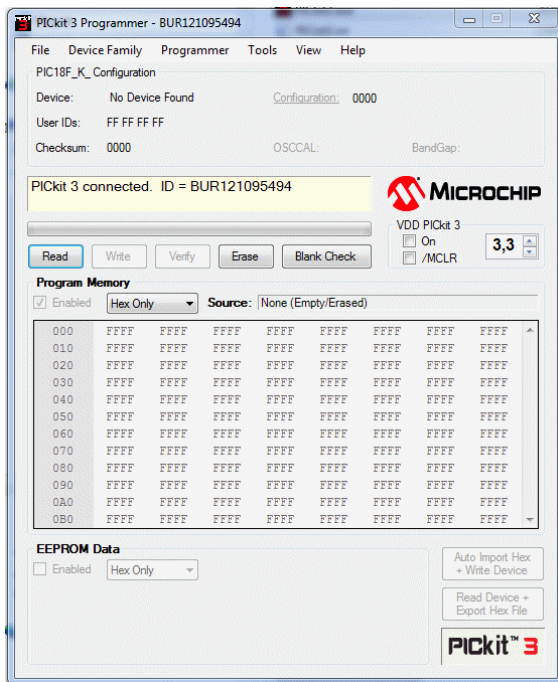 PICkit 3 Programmer - BUR121095494
File Device Family Programmer Tools View Help
PIC18F_K_ Configuration
Device: No Device Found Configuration: 0000
User IDs: FF FF FF FF
Checksum: 0000 OSCCAL: BandGap:
PICkit 3 connected. ID = BUR121095494
MICROCHIP
VDD PICkit 3
On
/MCLR
3,3
Read Write Verify Erase Blank Check
Program Memory
Enabled Hex Only Source: None (Empty/Erased)
000 FFFF FFFF FFFF FFFF FFFF FFFF FFFF FFFF
010 FFFF FFFF FFFF FFFF FFFF FFFF FFFF FFFF
020 FFFF FFFF FFFF FFFF FFFF FFFF FFFF FFFF
030 FFFF FFFF FFFF FFFF FFFF FFFF FFFF FFFF
040 FFFF FFFF FFFF FFFF FFFF FFFF FFFF FFFF
050 FFFF FFFF FFFF FFFF FFFF FFFF FFFF FFFF
060 FFFF FFFF FFFF FFFF FFFF FFFF FFFF FFFF
070 FFFF FFFF FFFF FFFF FFFF FFFF FFFF FFFF
080 FFFF FFFF FFFF FFFF FFFF FFFF FFFF FFFF
090 FFFF FFFF FFFF FFFF FFFF FFFF FFFF FFFF
0A0 FFFF FFFF FFFF FFFF FFFF FFFF FFFF FFFF
0B0 FFFF FFFF FFFF FFFF FFFF FFFF FFFF FFFF
EEPROM Data
Enabled Hex Only
Auto Import Hex
+ Write Device
Read Device +
Export Hex File
PICkit™ 3